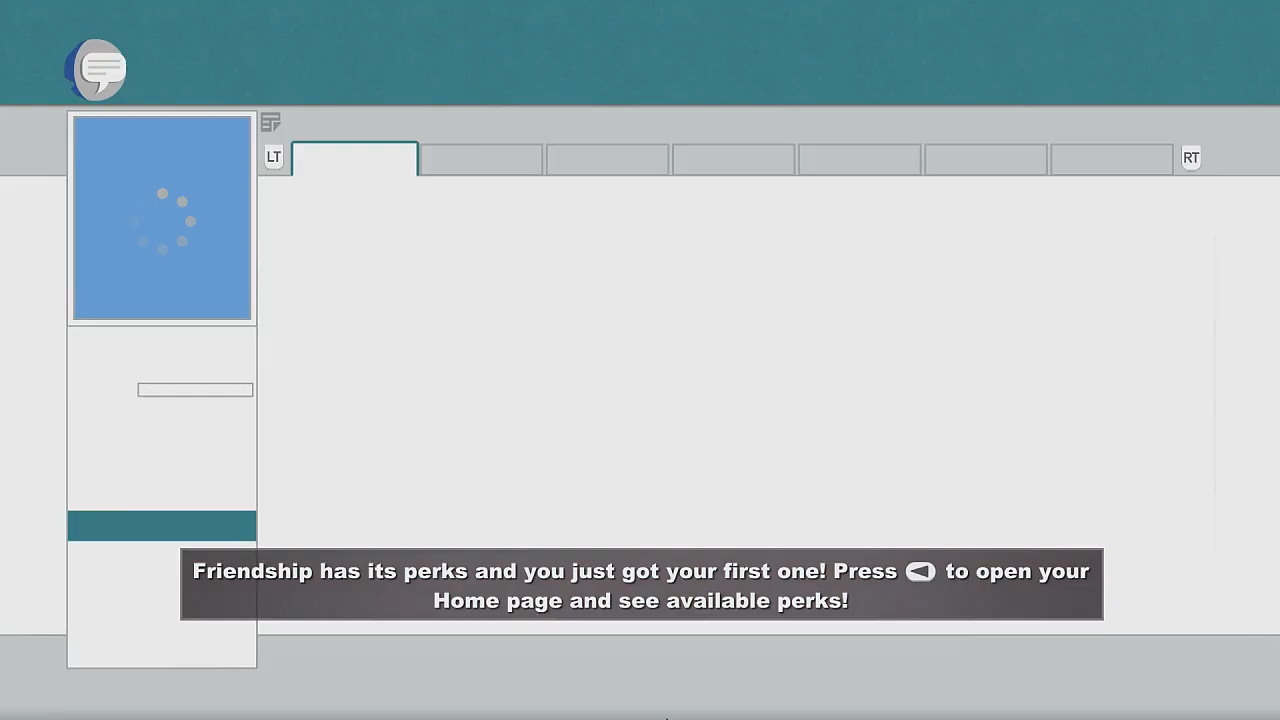 LT
RT
Friendship has its perks and you just got your first one! Press to open your
Home page and see available perks!